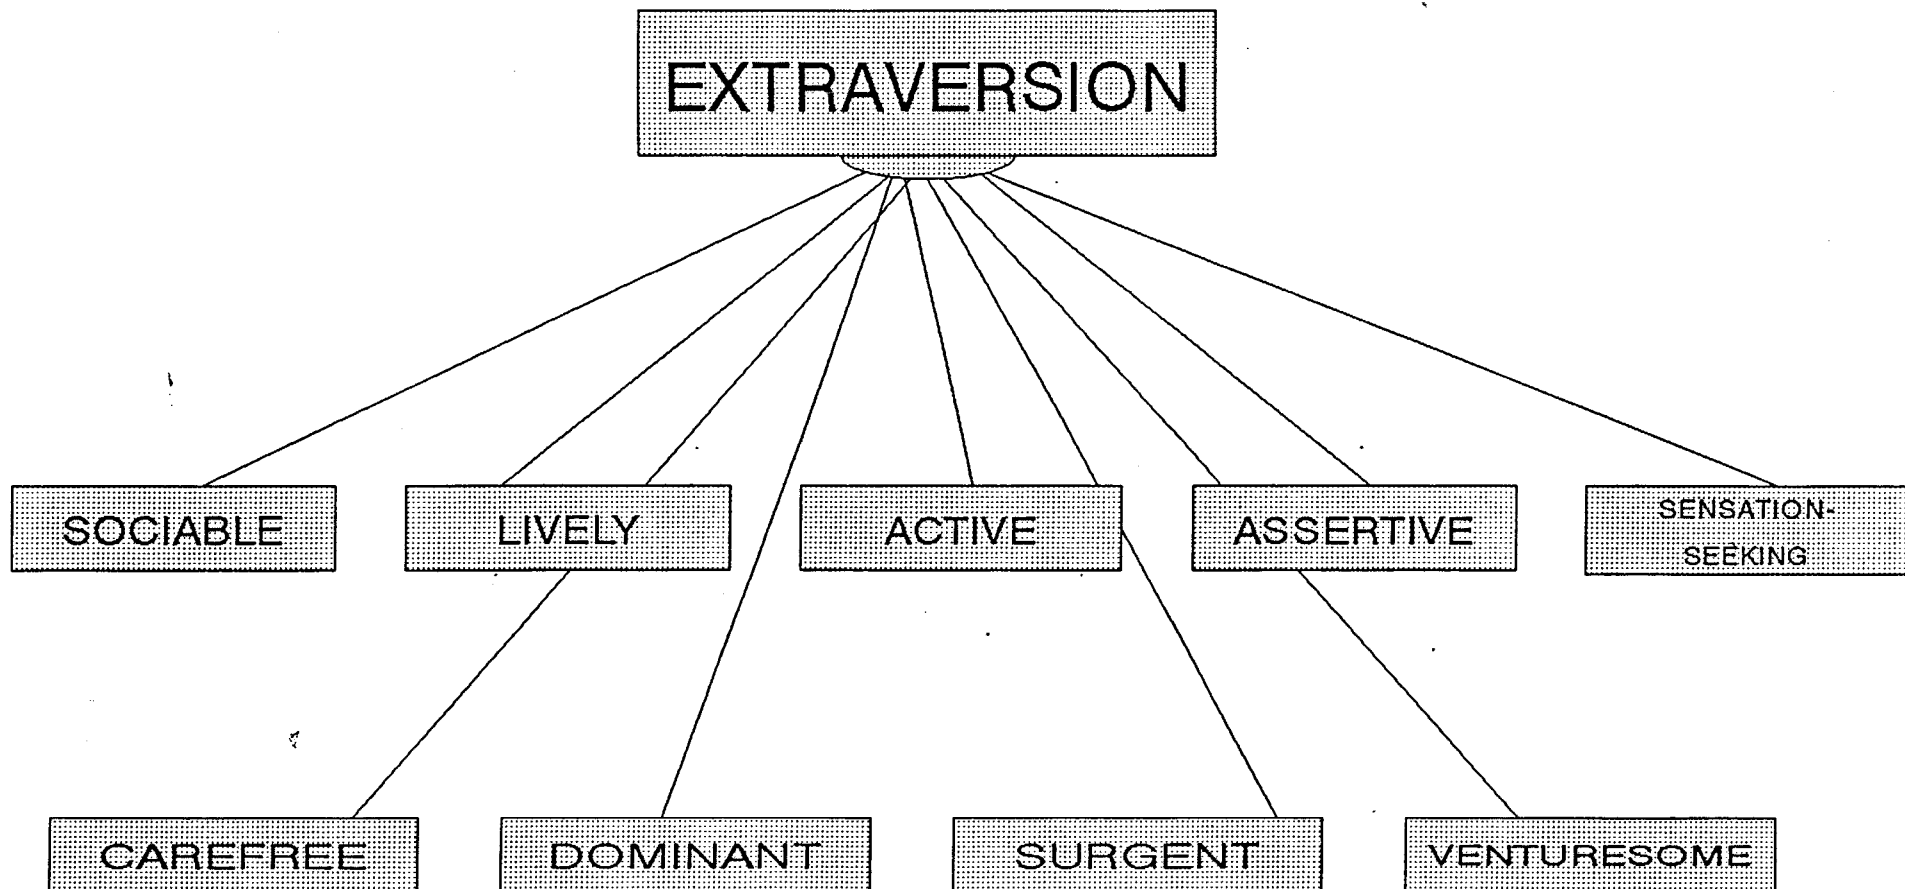 EXTRAVERSION
SOCIABLE
LIVELY
ACTIVE
ASSERTIVE
SENSATION-
SEEKING
CAREFREE
DOMINANT
SURGENT
VENTURESOME